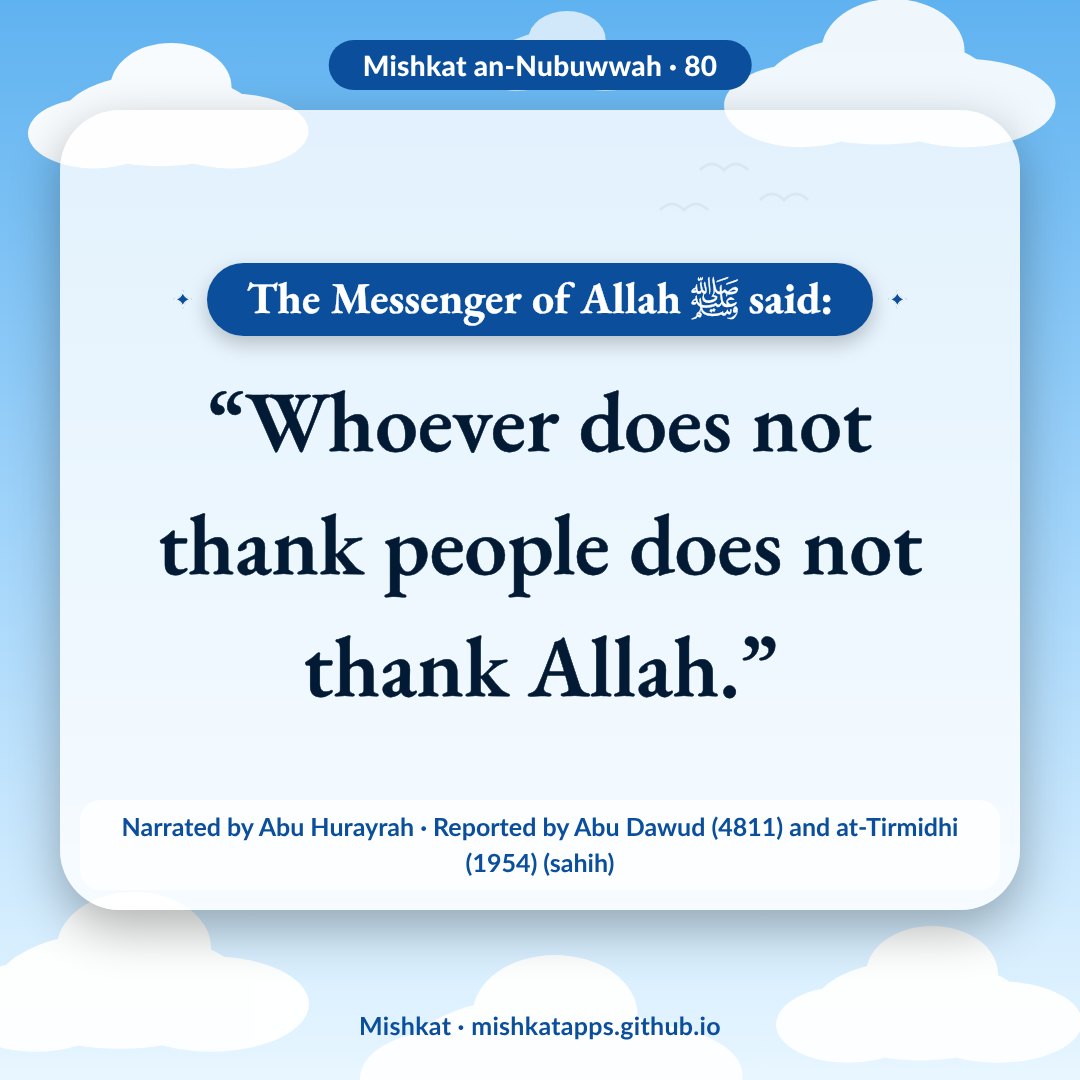 Mishkat an-Nubuwwah · 80
The Messenger of Allah ﷺ said:
“Whoever does not
thank people does not
thank Allah.”
Narrated by Abu Hurayrah · Reported by Abu Dawud (4811) and at-Tirmidhi
(1954) (sahih)
Mishkat · mishkatapps.github.io